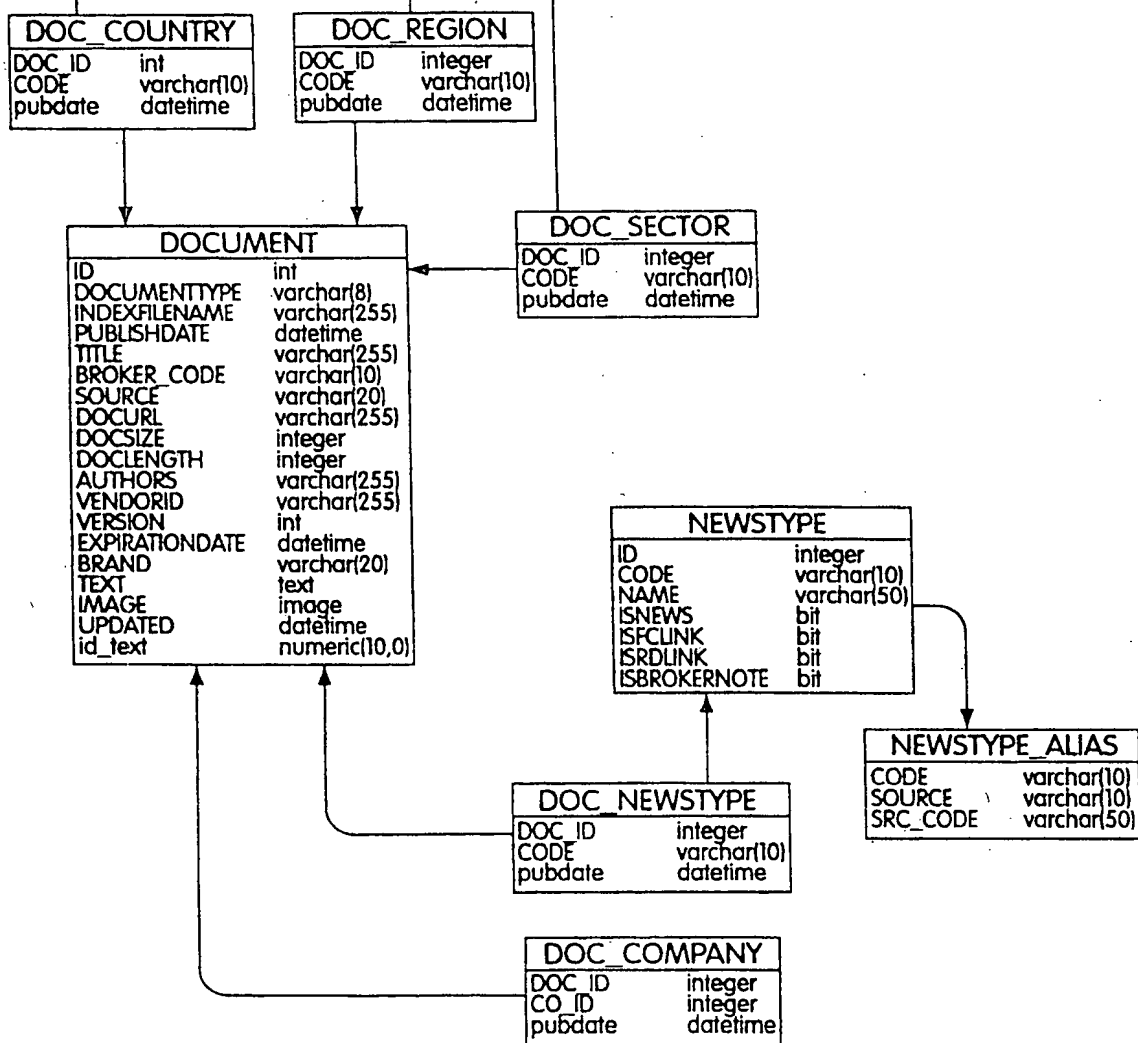 DOC_COUNTRY
DOC_ID int
CODE varchar(10)
pubdate datetime
DOC_REGION
DOC_ID integer
CODE varchar(10)
pubdate datetime
DOCUMENT
ID int
DOCUMENTTYPE varchar(8)
INDEXFILENAME varchar(255)
PUBLISHDATE datetime
TITLE varchar(255)
BROKER_CODE varchar(10)
SOURCE varchar(20)
DOCURL varchar(255)
DOCSIZE integer
DOCLENGTH integer
AUTHORS varchar(255)
VENDORID varchar(255)
VERSION int
EXPIRATIONDATE datetime
BRAND varchar(20)
TEXT text
IMAGE image
UPDATED datetime
id_text numeric(10,0)
DOC_SECTOR
DOC_ID integer
CODE varchar(10)
pubdate datetime
NEWSTYPE
ID integer
CODE varchar(10)
NAME varchar(50)
ISNEWS bit
ISFCLINK bit
ISRDLINK bit
ISBROKERNOTE bit
NEWSTYPE_ALIAS
CODE varchar(10)
SOURCE varchar(10)
SRC_CODE varchar(50)
DOC_NEWSTYPE
DOC_ID integer
CODE varchar(10)
pubdate datetime
DOC_COMPANY
DOC_ID integer
CO_ID integer
pubdate datetime